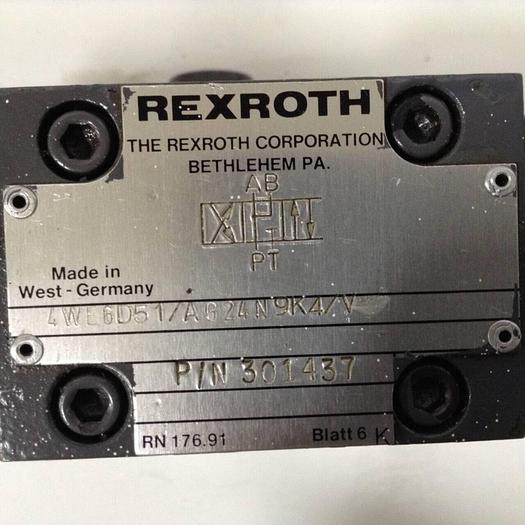 REXROTH
THE REXROTH CORPORATION
BETHLEHEM PA.
AB
PT
Made in
West - Germany
4WE6D51/AG24N9K4/V
P/N 301437
RN 176.91 Blatt 6 K